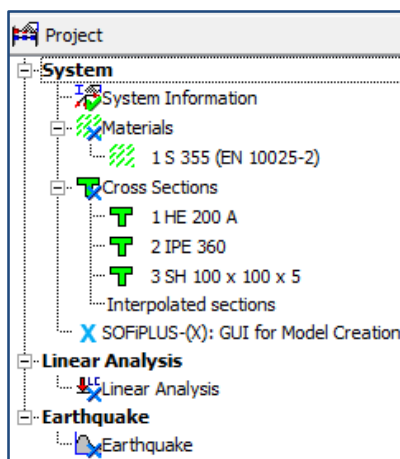 Project
System
System Information
Materials
1 S 355 (EN 10025-2)
Cross Sections
1 HE 200 A
2 IPE 360
3 SH 100 x 100 x 5
Interpolated sections
SOFiPLUS-(X): GUI for Model Creation
Linear Analysis
Linear Analysis
Earthquake
Earthquake